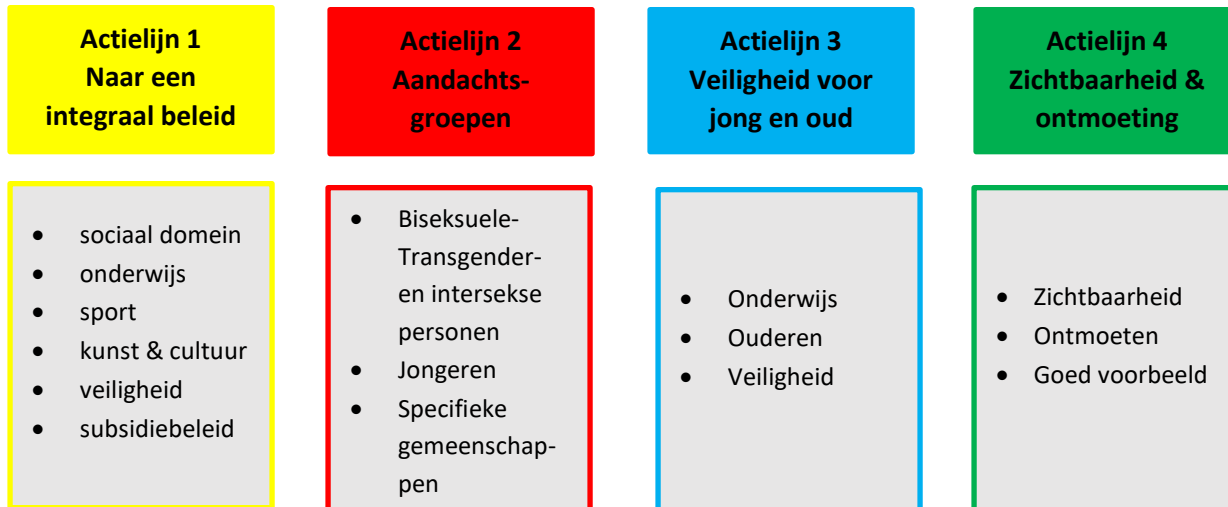 Actielijn 1
Naar een
integraal beleid
• sociaal domein
• onderwijs
• sport
• kunst & cultuur
• veiligheid
• subsidiebeleid
Actielijn 2
Aandachts-
groepen
• Biseksuele-
Transgender-
en intersekse
personen
• Jongeren
• Specifieke
gemeenschap-
pen
Actielijn 3
Veiligheid voor
jong en oud
• Onderwijs
• Ouderen
• Veiligheid
Actielijn 4
Zichtbaarheid &
ontmoeting
• Zichtbaarheid
• Ontmoeten
• Goed voorbeeld